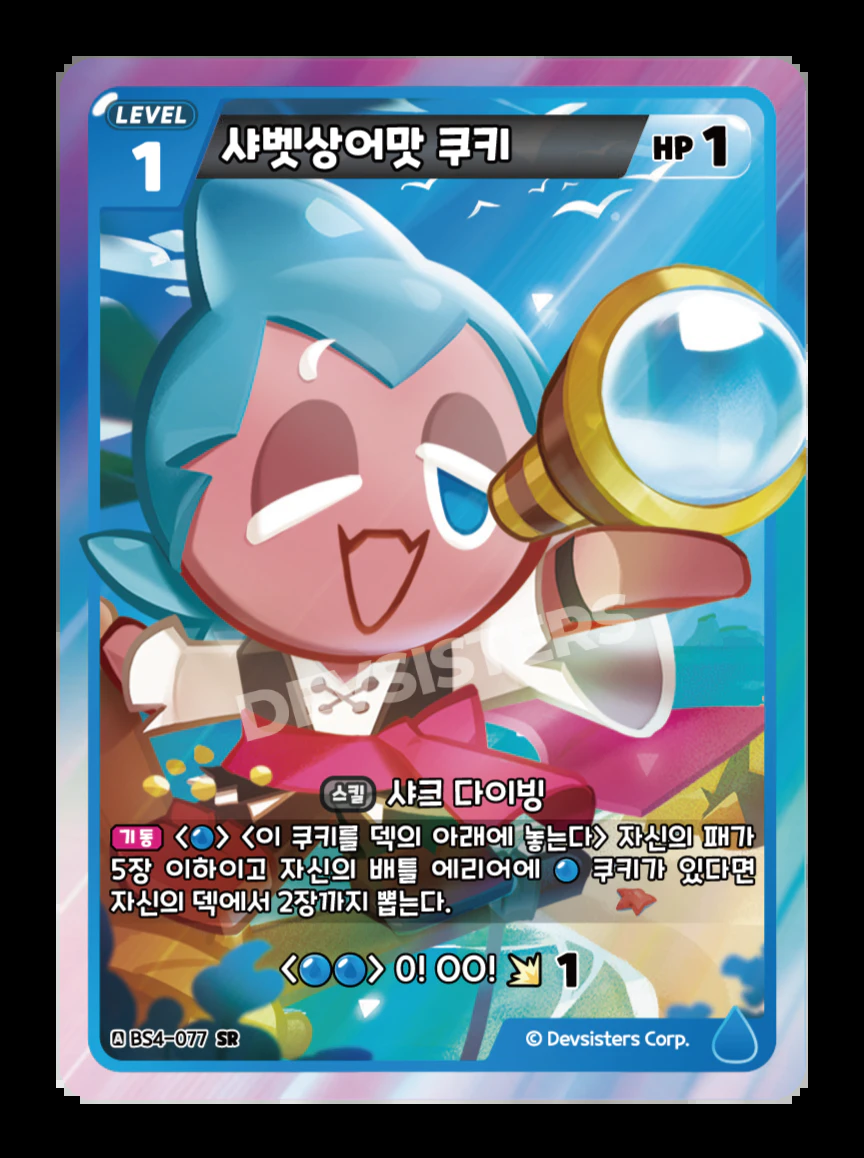 LEVEL
1
샤벳상어맛 쿠키
HP 1
DEVSISTERS
스킬 샤크 다이빙
기동 < > <이 쿠키를 덱의 아래에 놓는다> 자신의 패가
5장 이하이고 자신의 배틀 에리어에 쿠키가 있다면
자신의 덱에서 2장까지 뽑는다.
< > 아! 아아! 1
A BS4-077 SR
© Devsisters Corp.